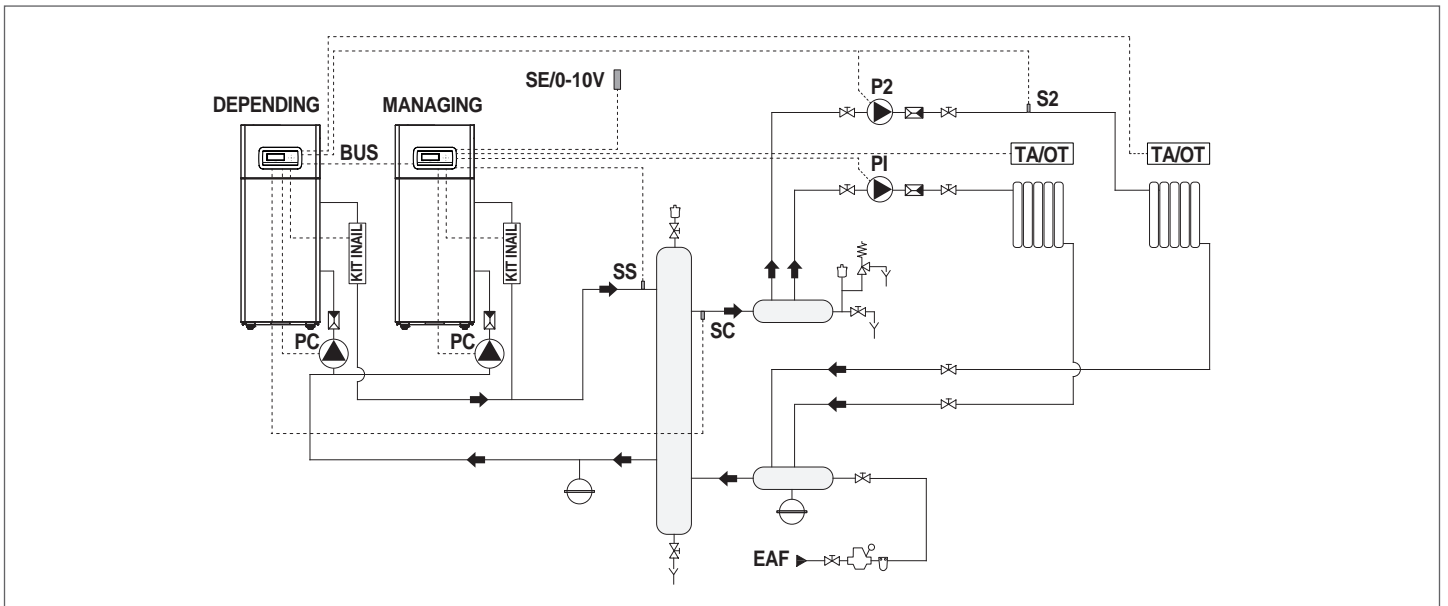 SE/0-10V
P2
S2
DEPENDING
MANAGING
BUS
TA/OT
TA/OT
P1
KIT INAIL
KIT INAIL
SS
SC
PC
PC
EAF